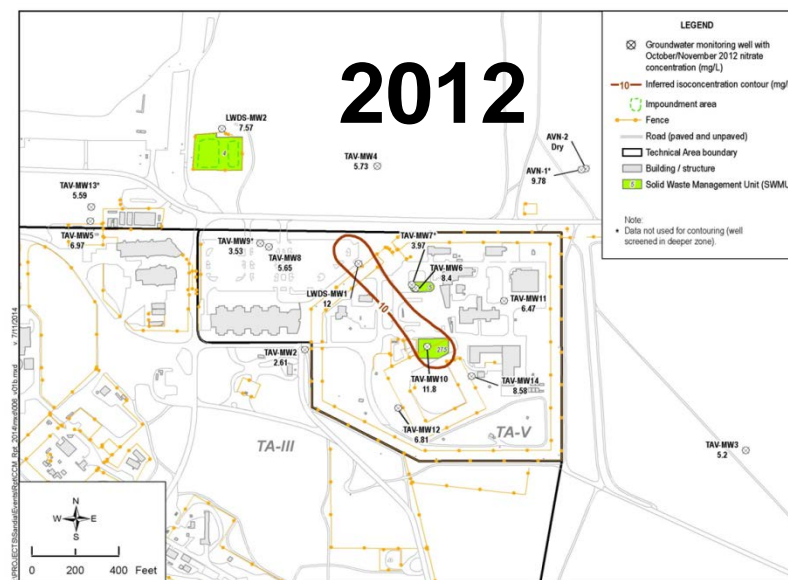 2012
LEGEND
Groundwater monitoring well with
October/November 2012 nitrate
concentration (mg/L)
10 Inferred isoconcentration contour (mg/
Impoundment area
Fence
Road (paved and unpaved)
Technical Area boundary
Building / structure
Solid Waste Management Unit (SWMU
Note:
* Data not used for contouring (well
screened in deeper zone).
LWDS-MW2
7.57
AVN-2
Dry
TAV-MW4
5.73
AVN-1*
9.78
TAV-MW13*
5.59
TAV-MW5
6.97
TAV-MW9*
3.53
TAV-MW8
5.65
TAV-MW7*
3.97
TAV-MW6
8.4
LWDS-MW1
12
10
TAV-MW11
6.47
TAV-MW2
2.61
275
TAV-MW10
11.8
TAV-MW14
8.58
TAV-MW12
6.81
TA-III
TA-V
TAV-MW3
5.2
N
W E
S
0 200 400 Feet